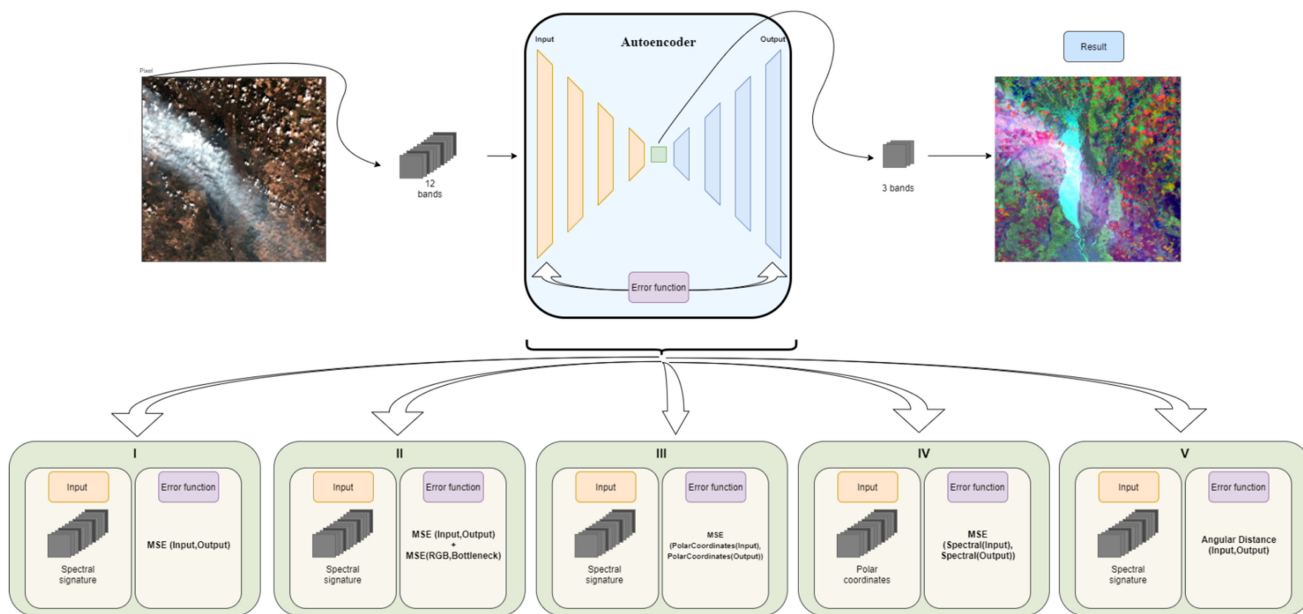 Pixel
12
bands
Input
Autoencoder
Output
Error function
3 bands
Result
I
Input
Error function
Spectral
signature
MSE (Input,Output)
II
Input
Error function
Spectral
signature
MSE (Input,Output)
+
MSE(RGB,Bottleneck)
III
Input
Error function
Spectral
signature
MSE
(PolarCoordinates(Input),
PolarCoordinates(Output))
IV
Input
Error function
Polar
coordinates
MSE
(Spectral(Input),
Spectral(Output))
V
Input
Error function
Spectral
signature
Angular Distance
(Input,Output)